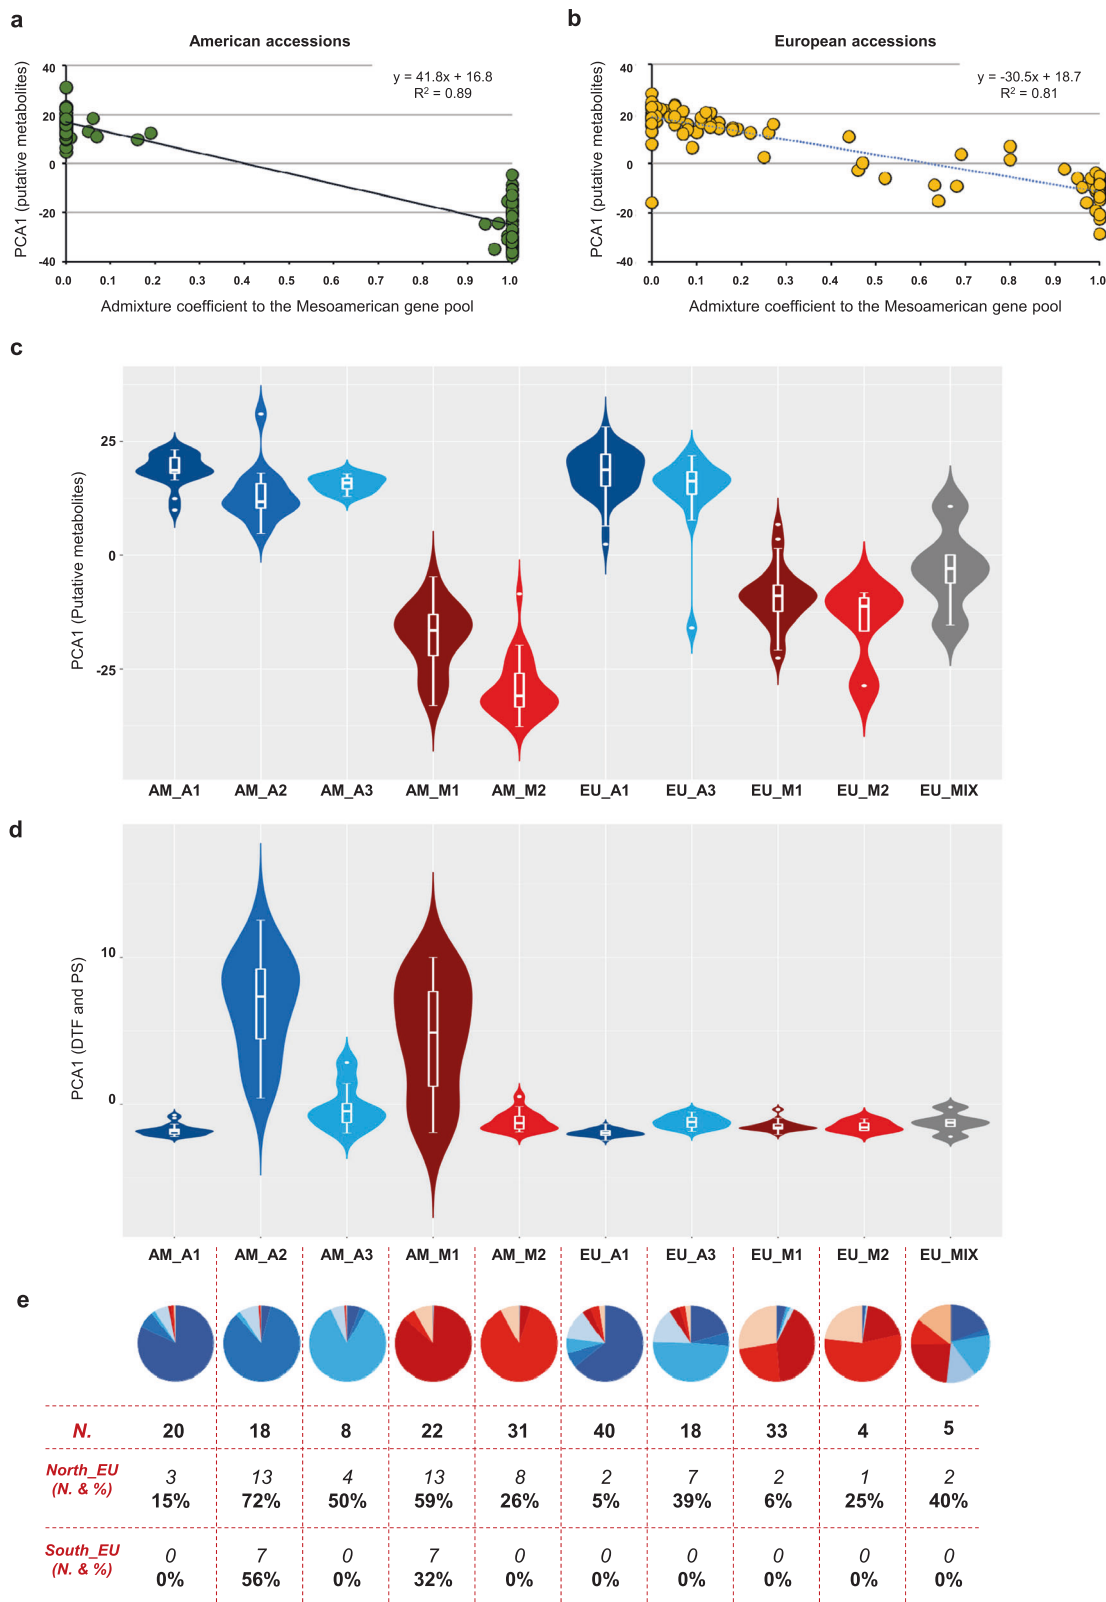 a
American accessions
PCA1 (putative metabolites)
y = 41.8x + 16.8
R² = 0.89
40
20
0
-20
-40
0.0 0.1 0.2 0.3 0.4 0.5 0.6 0.7 0.8 0.9 1.0
Admixture coefficient to the Mesoamerican gene pool
b
European accessions
PCA1 (putative metabolites)
y = -30.5x + 18.7
R² = 0.81
40
20
0
-20
-40
0.0 0.1 0.2 0.3 0.4 0.5 0.6 0.7 0.8 0.9 1.0
Admixture coefficient to the Mesoamerican gene pool
c
PCA1 (Putative metabolites)
25
0
-25
AM_A1 AM_A2 AM_A3 AM_M1 AM_M2 EU_A1 EU_A3 EU_M1 EU_M2 EU_MIX
d
PCA1 (DTF and PS)
10
0
AM_A1 AM_A2 AM_A3 AM_M1 AM_M2 EU_A1 EU_A3 EU_M1 EU_M2 EU_MIX
e
N. 20 18 8 22 31 40 18 33 4 5
North_EU 3 13 4 13 8 2 7 2 1 2
(N. & %) 15% 72% 50% 59% 26% 5% 39% 6% 25% 40%
South_EU 0 7 0 7 0 0 0 0 0 0
(N. & %) 0% 56% 0% 32% 0% 0% 0% 0% 0% 0%